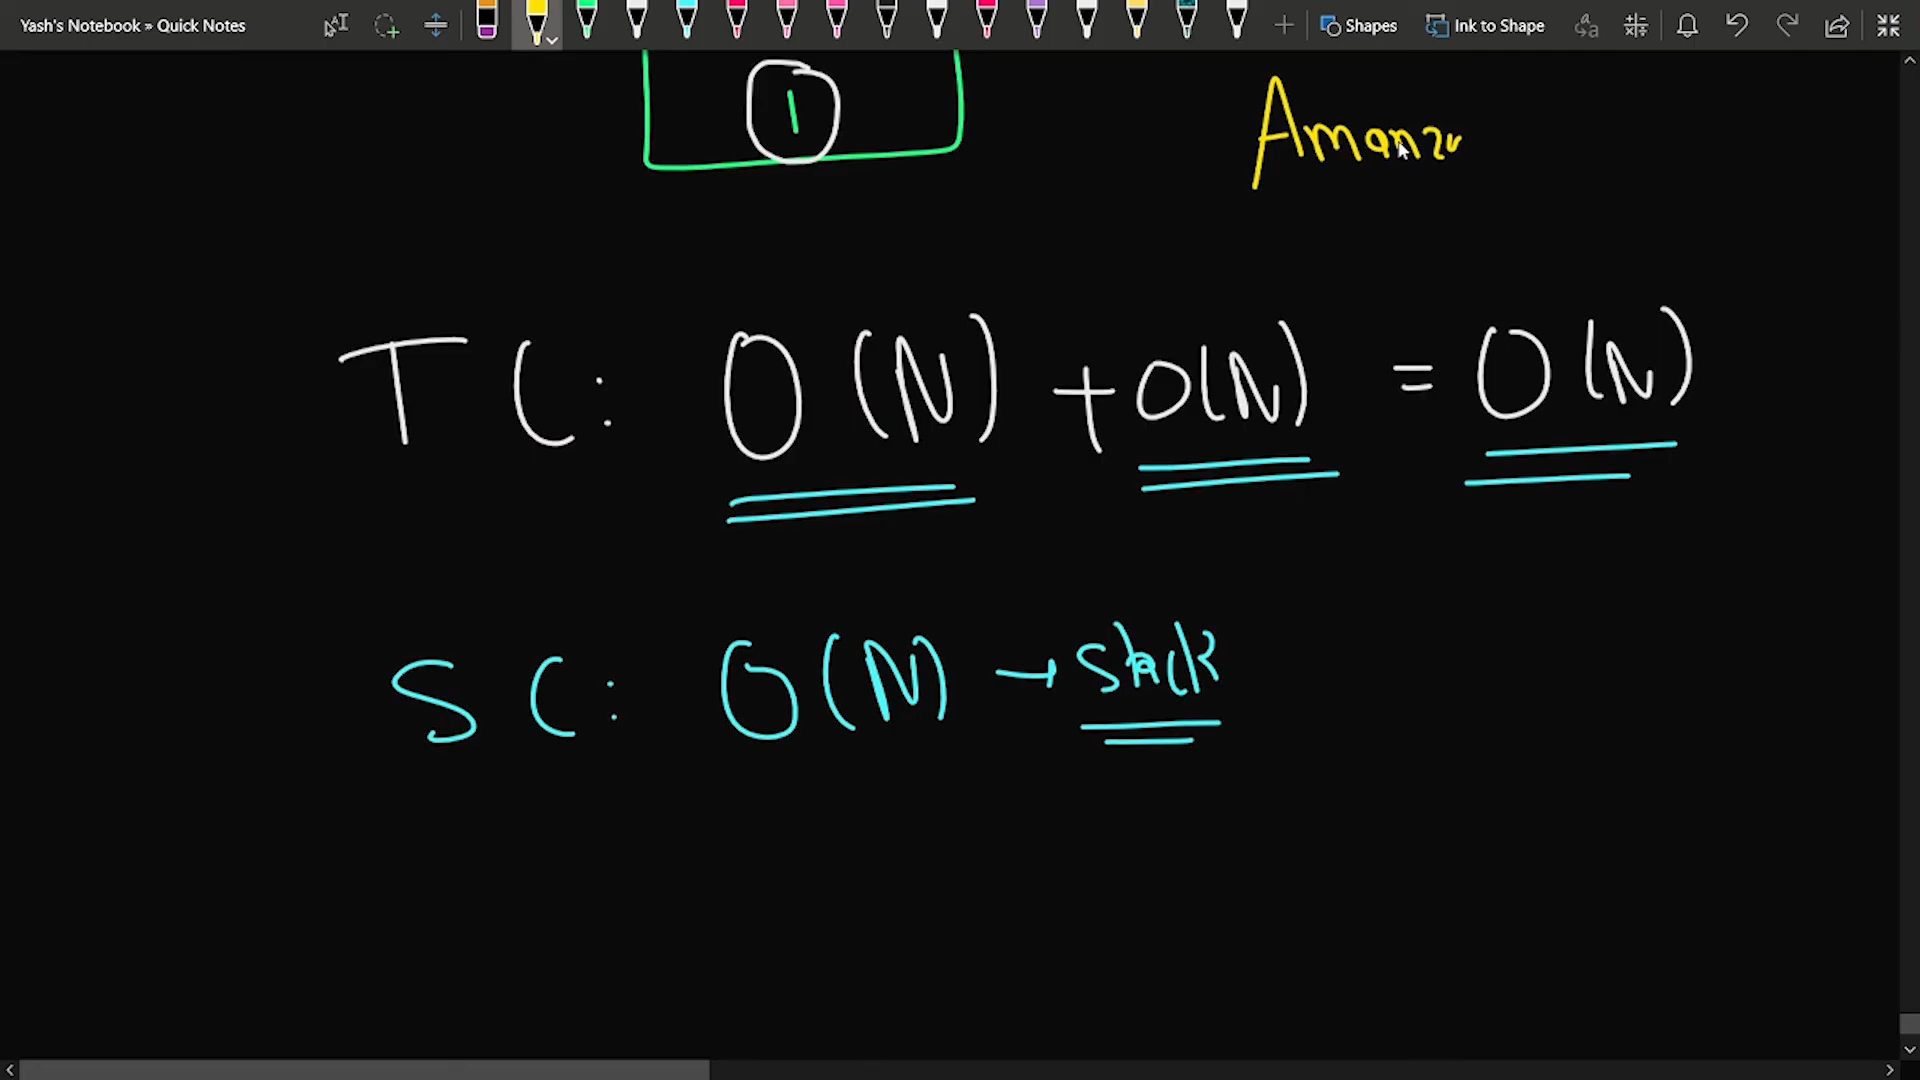 Yash's Notebook » Quick Notes
Shapes
Ink to Shape
1
TC: O(N) + O(N) = O(N)
SC: O(N) → Stack